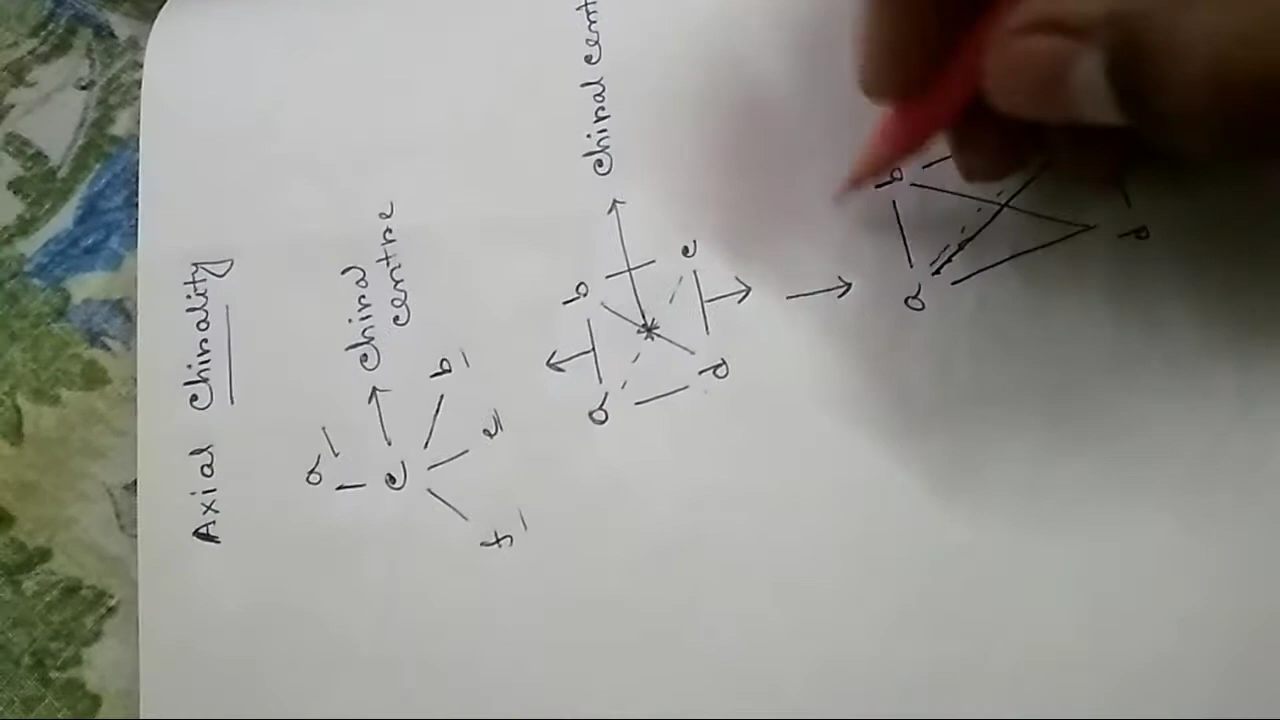 Axial Chirality
a
C → chiral
centre
b
e
f
a b → chiral cent
d e
a b
d